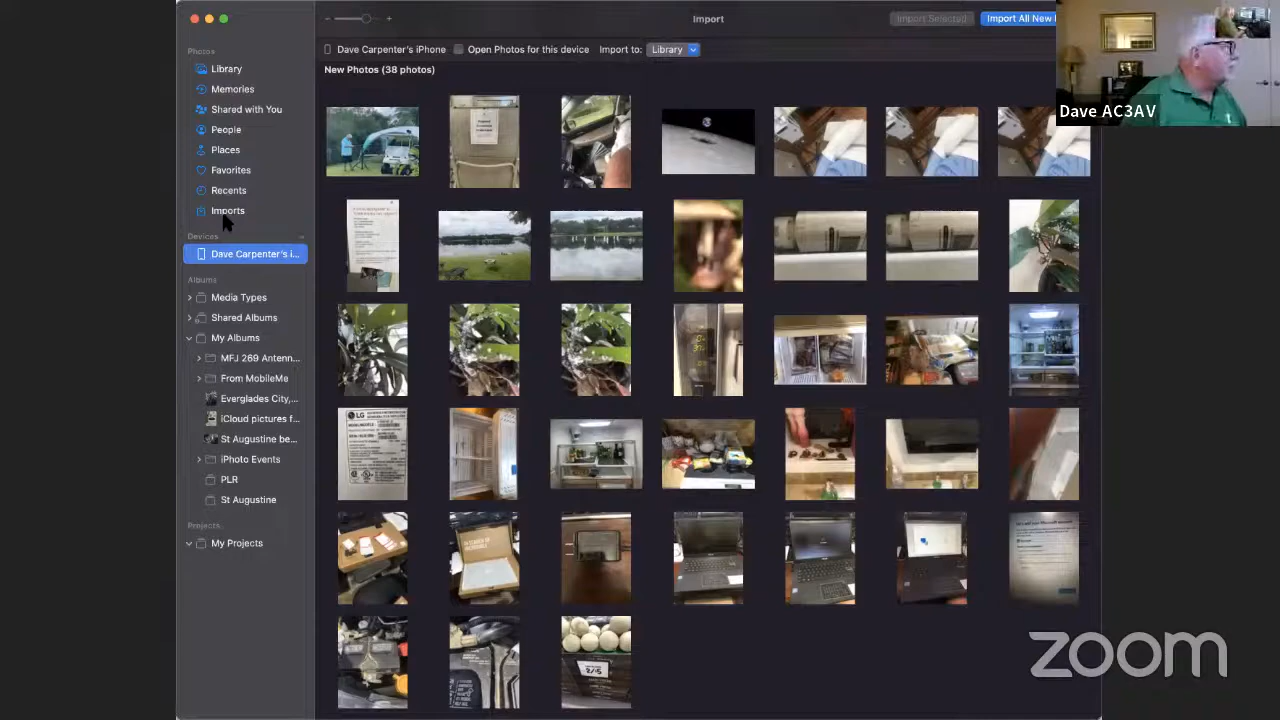 Import
Import Selected
Import All New
Dave Carpenter's iPhone
Open Photos for this device
Import to:
Library
New Photos (38 photos)
Photos
Library
Memories
Shared with You
People
Places
Favorites
Recents
Imports
Devices
Dave Carpenter's i...
Albums
Media Types
Shared Albums
My Albums
MFJ 269 Antenn...
From MobileMe
Everglades City,...
iCloud pictures f...
St Augustine be...
iPhoto Events
PLR
St Augustine
Projects
My Projects
LG
2/15
Dave AC3AV
zoom